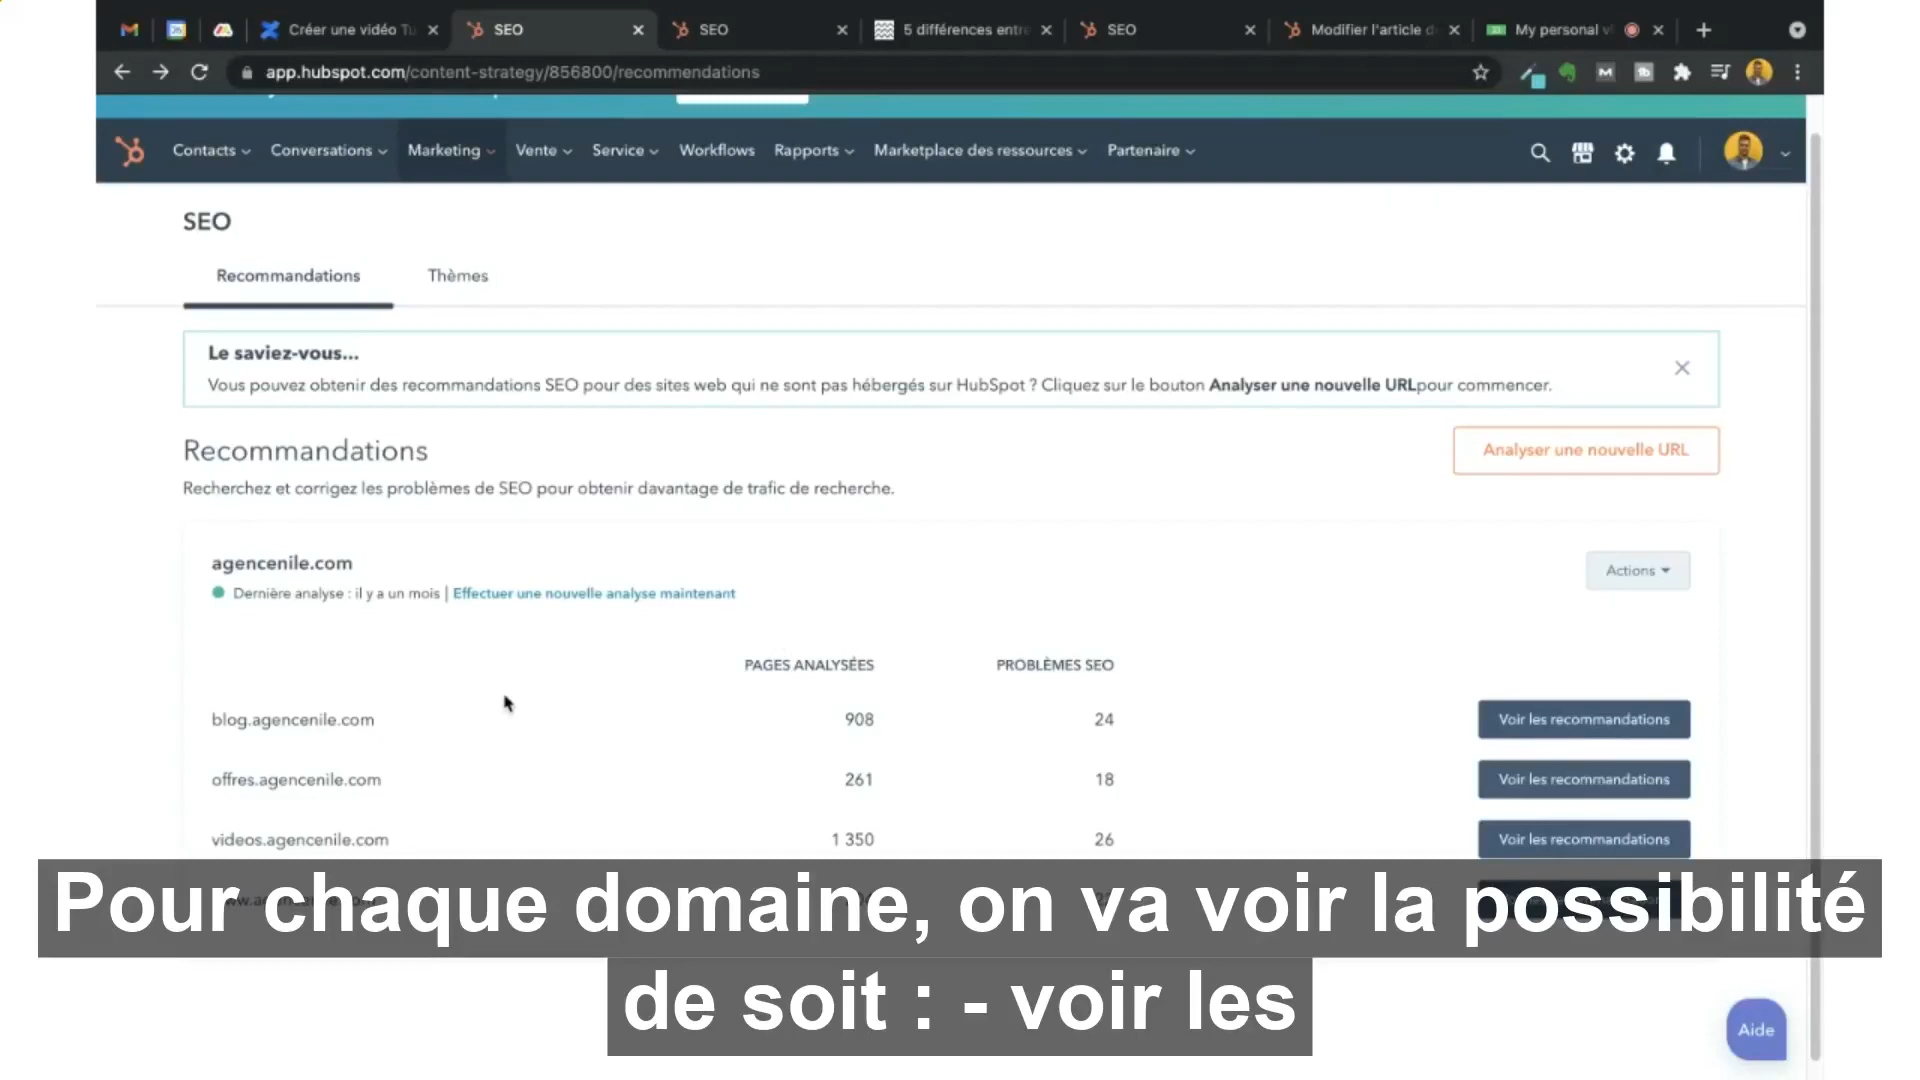 Créer une vidéo Tu
SEO
SEO
5 différences entre
SEO
Modifier l'article d
My personal vi
app.hubspot.com/content-strategy/856800/recommendations
Contacts
Conversations
Marketing
Vente
Service
Workflows
Rapports
Marketplace des ressources
Partenaire
SEO
Recommandations
Thèmes
Le saviez-vous...
Vous pouvez obtenir des recommandations SEO pour des sites web qui ne sont pas hébergés sur HubSpot ? Cliquez sur le bouton Analyser une nouvelle URLpour commencer.
Recommandations
Analyser une nouvelle URL
Recherchez et corrigez les problèmes de SEO pour obtenir davantage de trafic de recherche.
agencenile.com
Actions
Dernière analyse : il y a un mois | Effectuer une nouvelle analyse maintenant
PAGES ANALYSÉES PROBLÈMES SEO
blog.agencenile.com 908 24 Voir les recommandations
offres.agencenile.com 261 18 Voir les recommandations
videos.agencenile.com 1 350 26 Voir les recommandations
Pour chaque domaine, on va voir la possibilité
de soit : - voir les
Aide